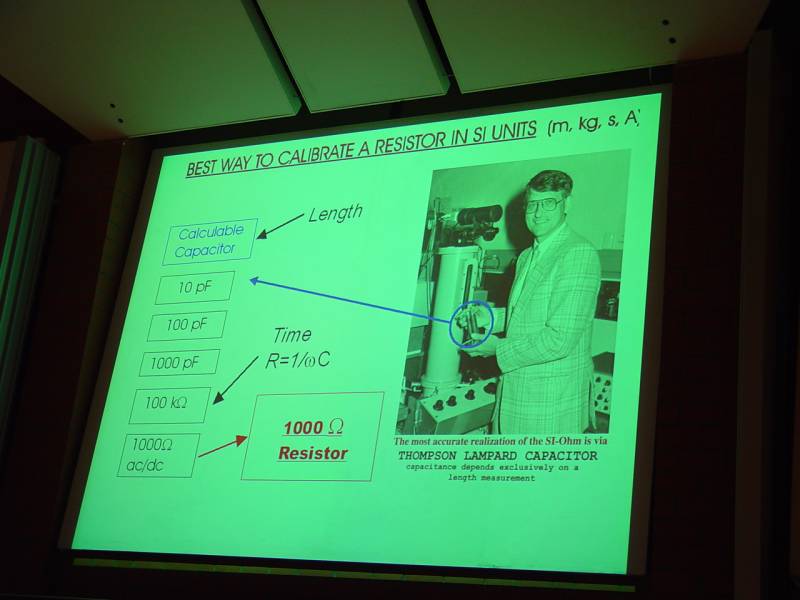 BEST WAY TO CALIBRATE A RESISTOR IN SI UNITS (m, kg, s, A)
Length
Calculable
Capacitor
10 pF
100 pF
1000 pF
Time
R=1/ωC
100 kΩ
1000Ω
ac/dc
1000 Ω
Resistor
The most accurate realization of the SI-Ohm is via
THOMPSON LAMPARD CAPACITOR
capacitance depends exclusively on a
length measurement